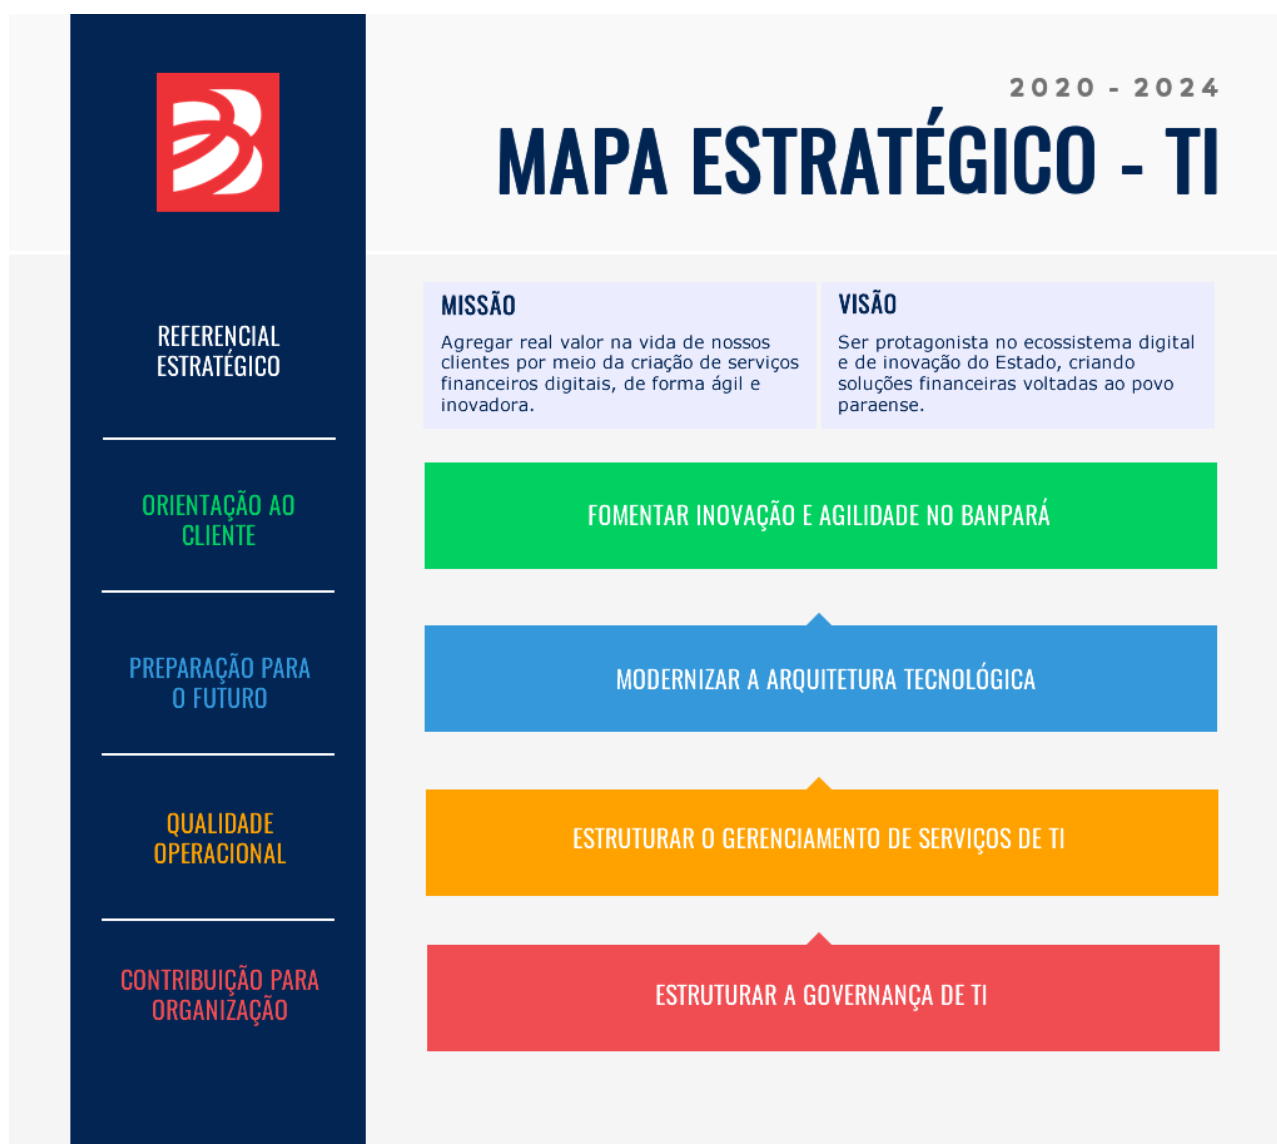 2020 - 2024
MAPA ESTRATÉGICO - TI
REFERENCIAL
ESTRATÉGICO
MISSÃO
Agregar real valor na vida de nossos
clientes por meio da criação de serviços
financeiros digitais, de forma ágil e
inovadora.
VISÃO
Ser protagonista no ecossistema digital
e de inovação do Estado, criando
soluções financeiras voltadas ao povo
paraense.
ORIENTAÇÃO AO
CLIENTE
FOMENTAR INOVAÇÃO E AGILIDADE NO BANPARÁ
PREPARAÇÃO PARA
O FUTURO
MODERNIZAR A ARQUITETURA TECNOLÓGICA
QUALIDADE
OPERACIONAL
ESTRUTURAR O GERENCIAMENTO DE SERVIÇOS DE TI
CONTRIBUIÇÃO PARA
ORGANIZAÇÃO
ESTRUTURAR A GOVERNANÇA DE TI